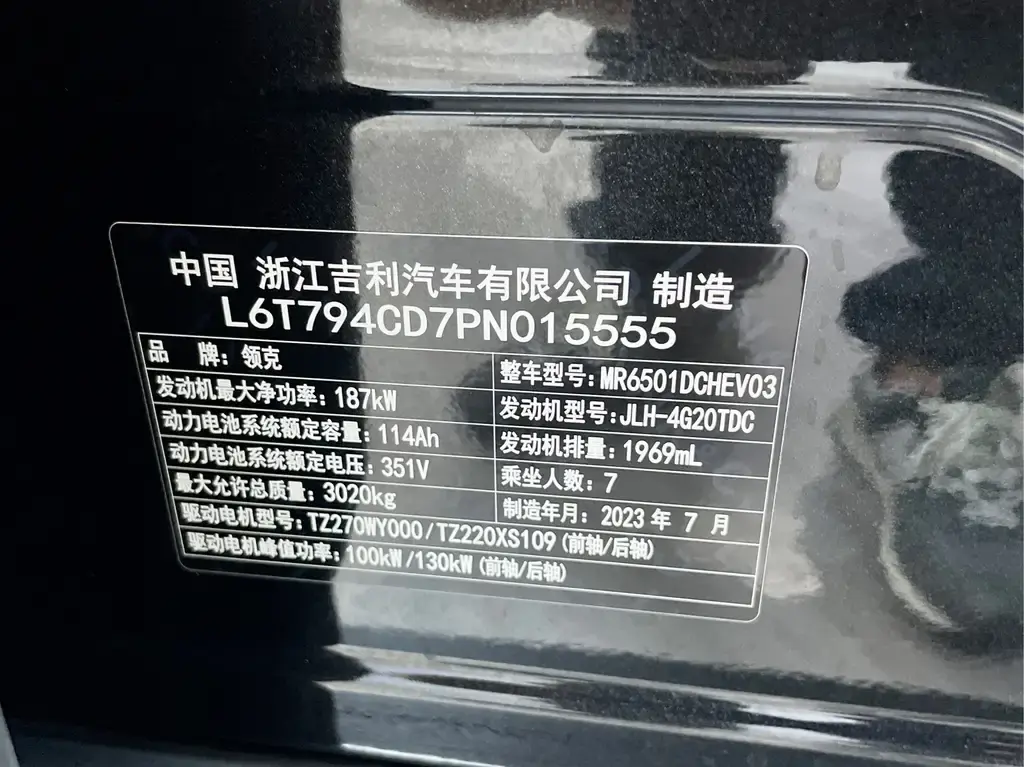 中国 浙江吉利汽车有限公司 制造
L6T794CD7PN015555
品 牌: 领克
整车型号: MR6501DCHEV03
发动机最大净功率: 187kW
发动机型号: JLH-4G20TDC
动力电池系统额定容量: 114Ah
发动机排量: 1969mL
动力电池系统额定电压: 351V
乘坐人数: 7
最大允许总质量: 3020kg
制造年月: 2023 年 7 月
驱动电机型号: TZ270WY000/TZ220XS109 (前轴/后轴)
驱动电机峰值功率: 100kW/130kW (前轴/后轴)